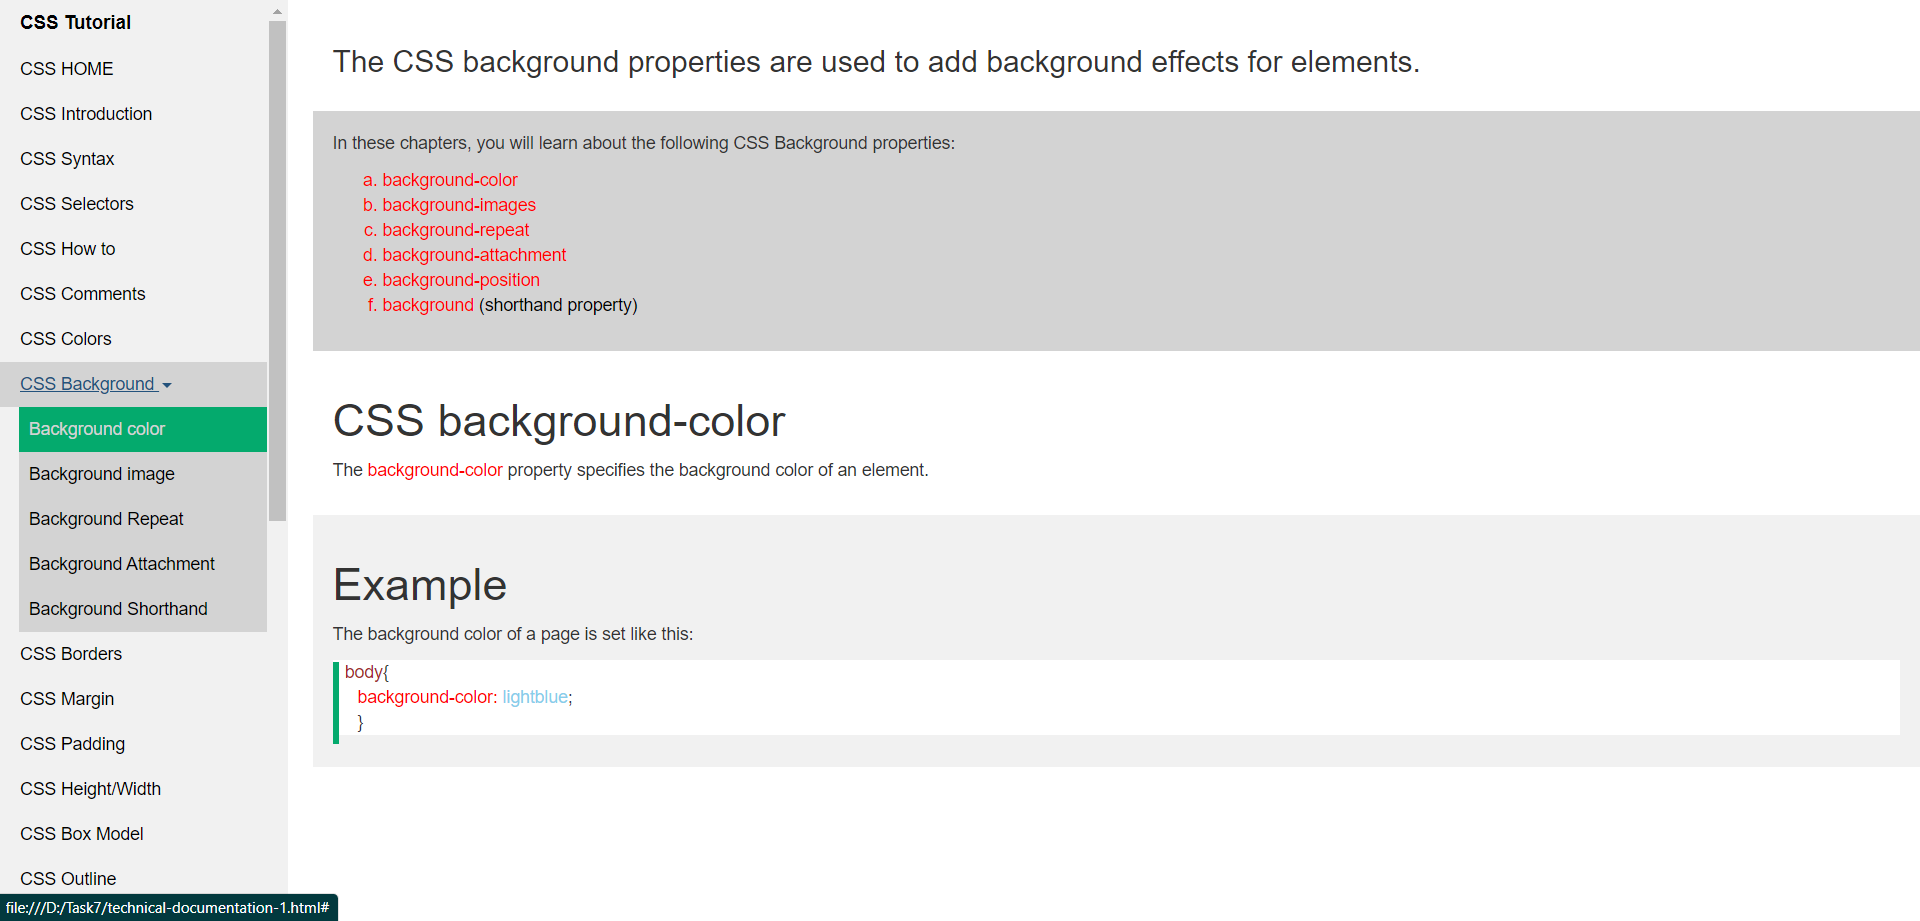 CSS Tutorial
CSS HOME
CSS Introduction
CSS Syntax
CSS Selectors
CSS How to
CSS Comments
CSS Colors
CSS Background
Background color
Background image
Background Repeat
Background Attachment
Background Shorthand
CSS Borders
CSS Margin
CSS Padding
CSS Height/Width
CSS Box Model
CSS Outline
file:///D:/Task7/technical-documentation-1.html#
The CSS background properties are used to add background effects for elements.
In these chapters, you will learn about the following CSS Background properties:
a. background-color
b. background-images
c. background-repeat
d. background-attachment
e. background-position
f. background (shorthand property)
CSS background-color
The background-color property specifies the background color of an element.
Example
The background color of a page is set like this:
body{
background-color: lightblue;
}